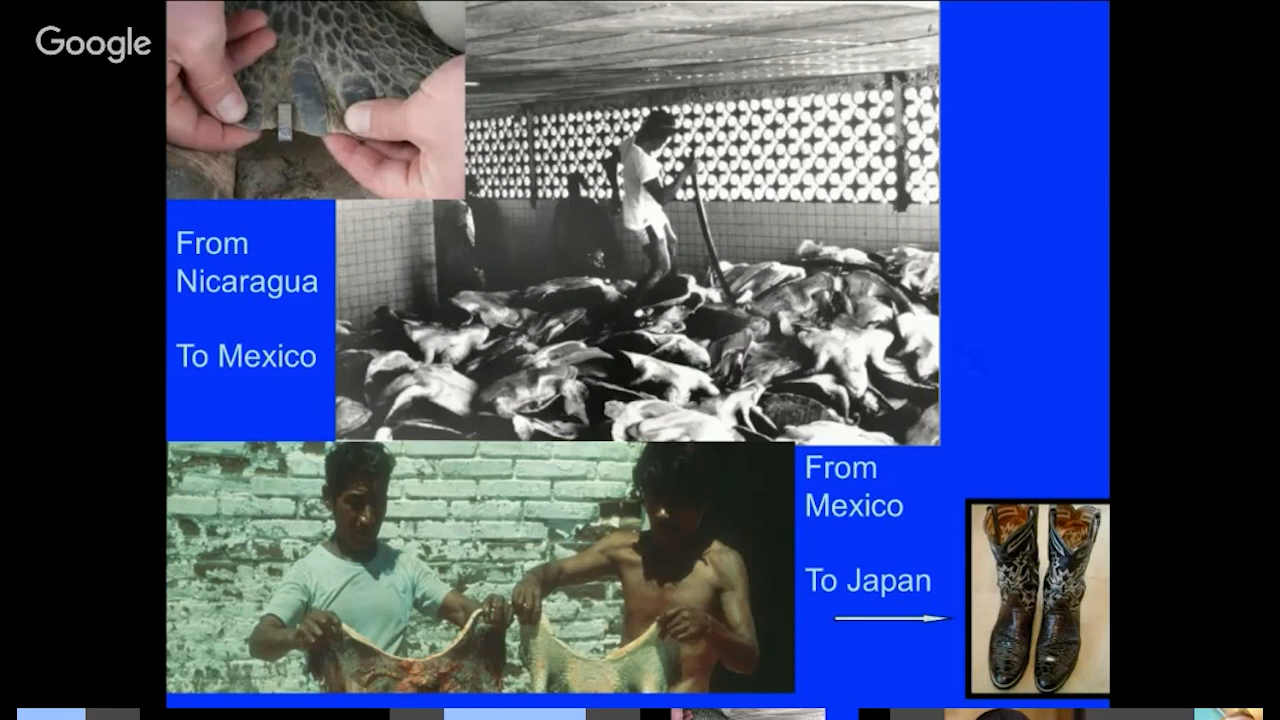 Google
From
Nicaragua
To Mexico
From
Mexico
To Japan